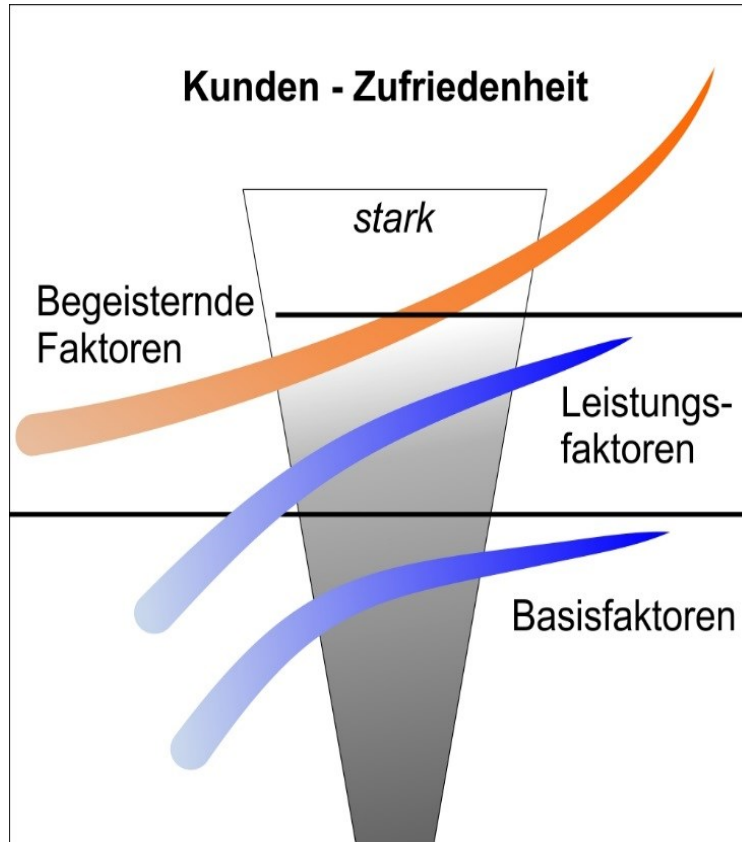 Kunden - Zufriedenheit
stark
Begeisternde
Faktoren
Leistungs-
faktoren
Basisfaktoren